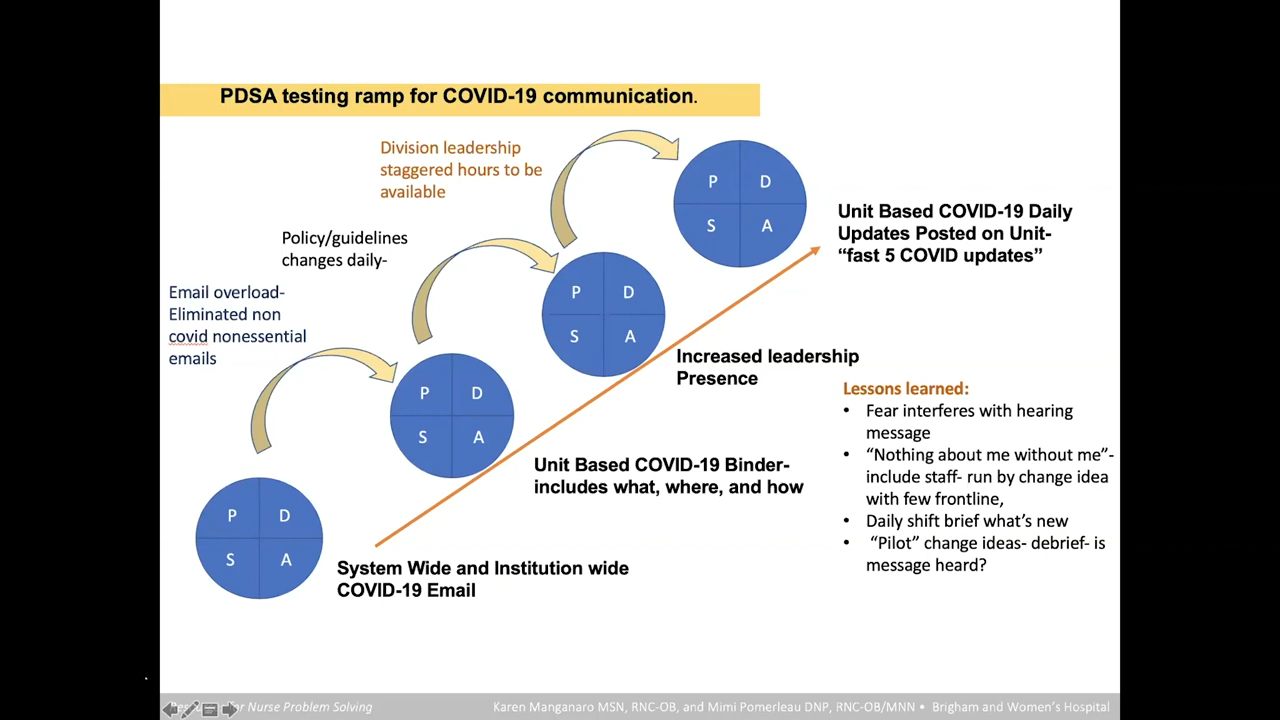 PDSA testing ramp for COVID-19 communication.
Division leadership
staggered hours to be
available
P D
S A
Unit Based COVID-19 Daily
Updates Posted on Unit-
“fast 5 COVID updates”
Policy/guidelines
changes daily-
P D
S A
Email overload-
Eliminated non
covid nonessential
emails
Increased leadership
Presence
P D
S A
Lessons learned:
• Fear interferes with hearing
message
• “Nothing about me without me”-
include staff- run by change idea
with few frontline,
• Daily shift brief what’s new
• “Pilot” change ideas- debrief- is
message heard?
Unit Based COVID-19 Binder-
includes what, where, and how
P D
S A
System Wide and Institution wide
COVID-19 Email
Nurse Problem Solving
Karen Manganaro MSN, RNC-OB, and Mimi Pomerleau DNP, RNC-OB/MNN • Brigham and Women’s Hospital